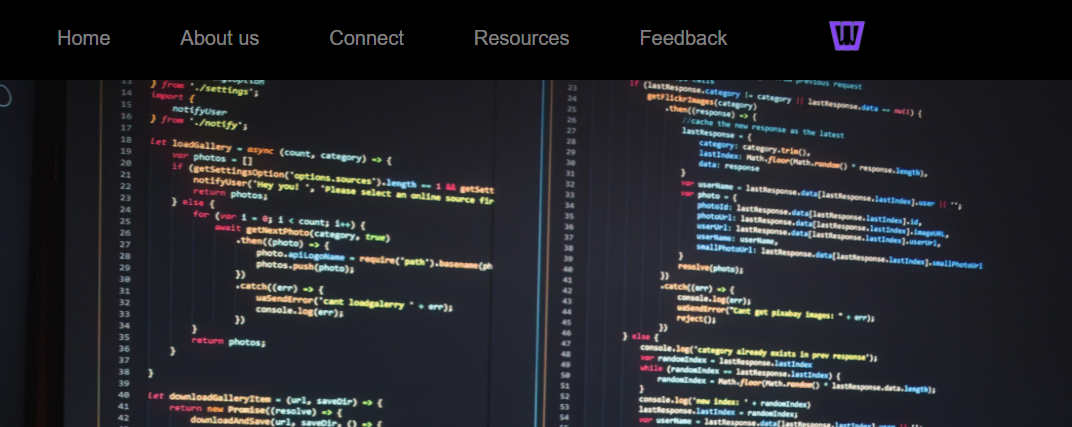 Home
About us
Connect
Resources
Feedback
W
13
14 } from './settings';
15 import {
16 notifyUser
17 } from './notify';
18
19 let loadGallery = async (count, category) => {
20 var photos = []
21 if (getSettingsOption('options.sources').length == 1 && getSett
22 notifyUser('Hey you! ', 'Please select an online source fir
23 return photos;
24 } else {
25 for (var i = 0; i < count; i++) {
26 await getNextPhoto(category, true)
27 .then((photo) => {
28 photo.apiLogoName = require('path').basename(ph
29 photos.push(photo);
30 })
31 .catch((err) => {
32 uaSendError('cant loadgalerry ' + err);
33 console.log(err);
34 })
35 }
36 return photos;
37 }
38 }
39
40 let downloadGalleryItem = (url, saveDir) => {
41 return new Promise((resolve) => {
42 downloadAndSave(url, saveDir, () => {
previous request
23 if (lastResponse.category != category || lastResponse.data == null) {
24 getFlickrImages(category)
25 .then((response) => {
26 //cache the new response as the latest
27 lastResponse = {
28 category: category.trim(),
29 lastIndex: Math.floor(Math.random() * response.length),
30 data: response
31 }
32 var userName = lastResponse.data[lastResponse.lastIndex].user || '';
33 var photo = {
34 photoId: lastResponse.data[lastResponse.lastIndex].id,
35 photoUrl: lastResponse.data[lastResponse.lastIndex].imageURL,
36 userUrl: lastResponse.data[lastResponse.lastIndex].userUrl,
37 userName: userName,
38 smallPhotoUrl: lastResponse.data[lastResponse.lastIndex].smallPhotoUrl
39 }
40 resolve(photo);
41 })
42 .catch((err) => {
43 console.log(err);
44 uaSendError("Cant get pixabay images: " + err);
45 reject();
46 })
47 } else {
48 console.log('category already exists in prev response');
49 var randomIndex = lastResponse.lastIndex
50 while (randomIndex == lastResponse.lastIndex) {
51 randomIndex = Math.floor(Math.random() * lastResponse.data.length);
52 }
53 console.log('new index: ' + randomIndex)
54 lastResponse.lastIndex = randomIndex;
var userName = lastResponse.data[lastResponse.lastIndex].user ||